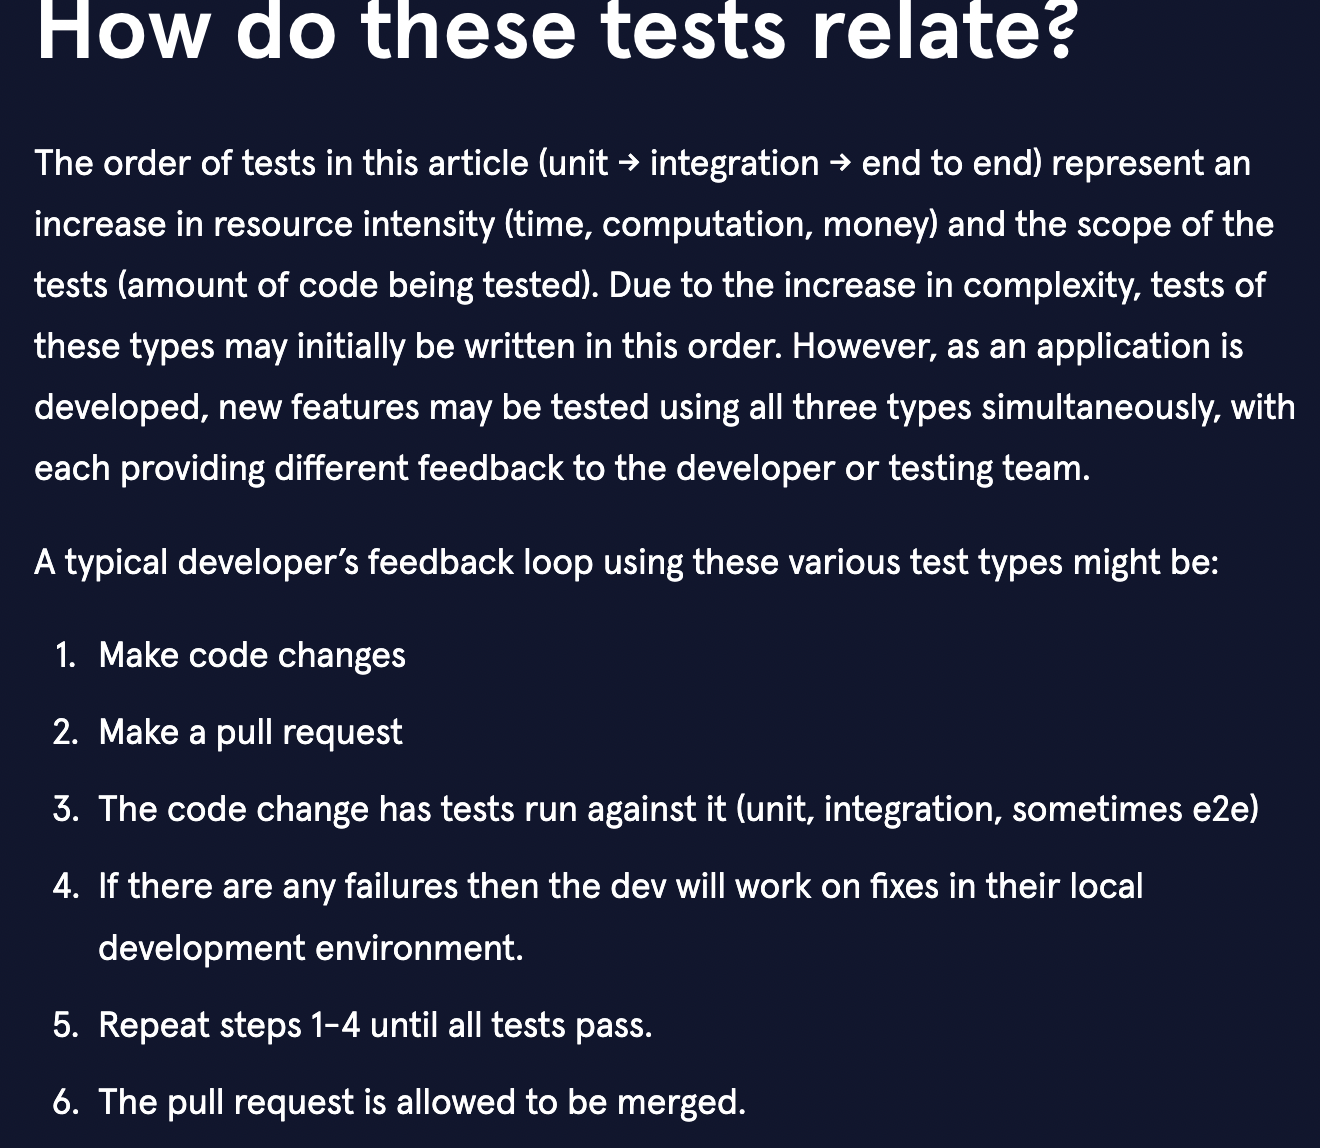 How do these tests relate?
The order of tests in this article (unit → integration → end to end) represent an
increase in resource intensity (time, computation, money) and the scope of the
tests (amount of code being tested). Due to the increase in complexity, tests of
these types may initially be written in this order. However, as an application is
developed, new features may be tested using all three types simultaneously, with
each providing different feedback to the developer or testing team.
A typical developer’s feedback loop using these various test types might be:
1. Make code changes
2. Make a pull request
3. The code change has tests run against it (unit, integration, sometimes e2e)
4. If there are any failures then the dev will work on fixes in their local
development environment.
5. Repeat steps 1–4 until all tests pass.
6. The pull request is allowed to be merged.